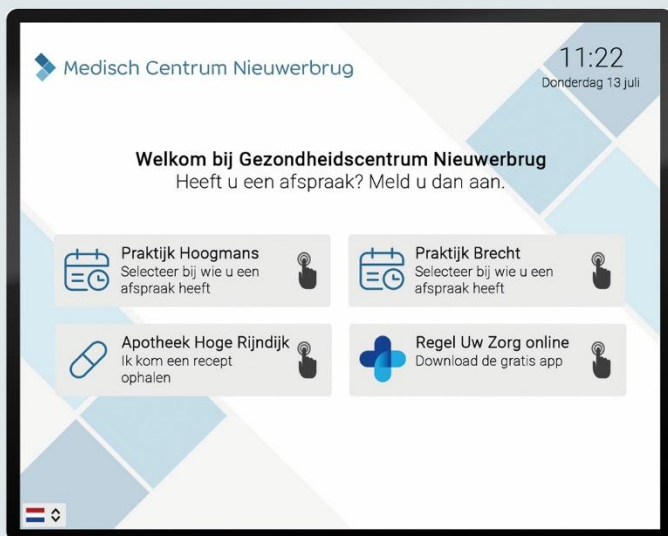 Medisch Centrum Nieuwerbrug
11:22
Donderdag 13 juli
Welkom bij Gezondheidscentrum Nieuwerbrug
Heeft u een afspraak? Meld u dan aan.
Praktijk Hoogmans
Selecteer bij wie u een
afspraak heeft
Praktijk Brecht
Selecteer bij wie u een
afspraak heeft
Apotheek Hoge Rijndijk
Ik kom een recept
ophalen
Regel Uw Zorg online
Download de gratis app